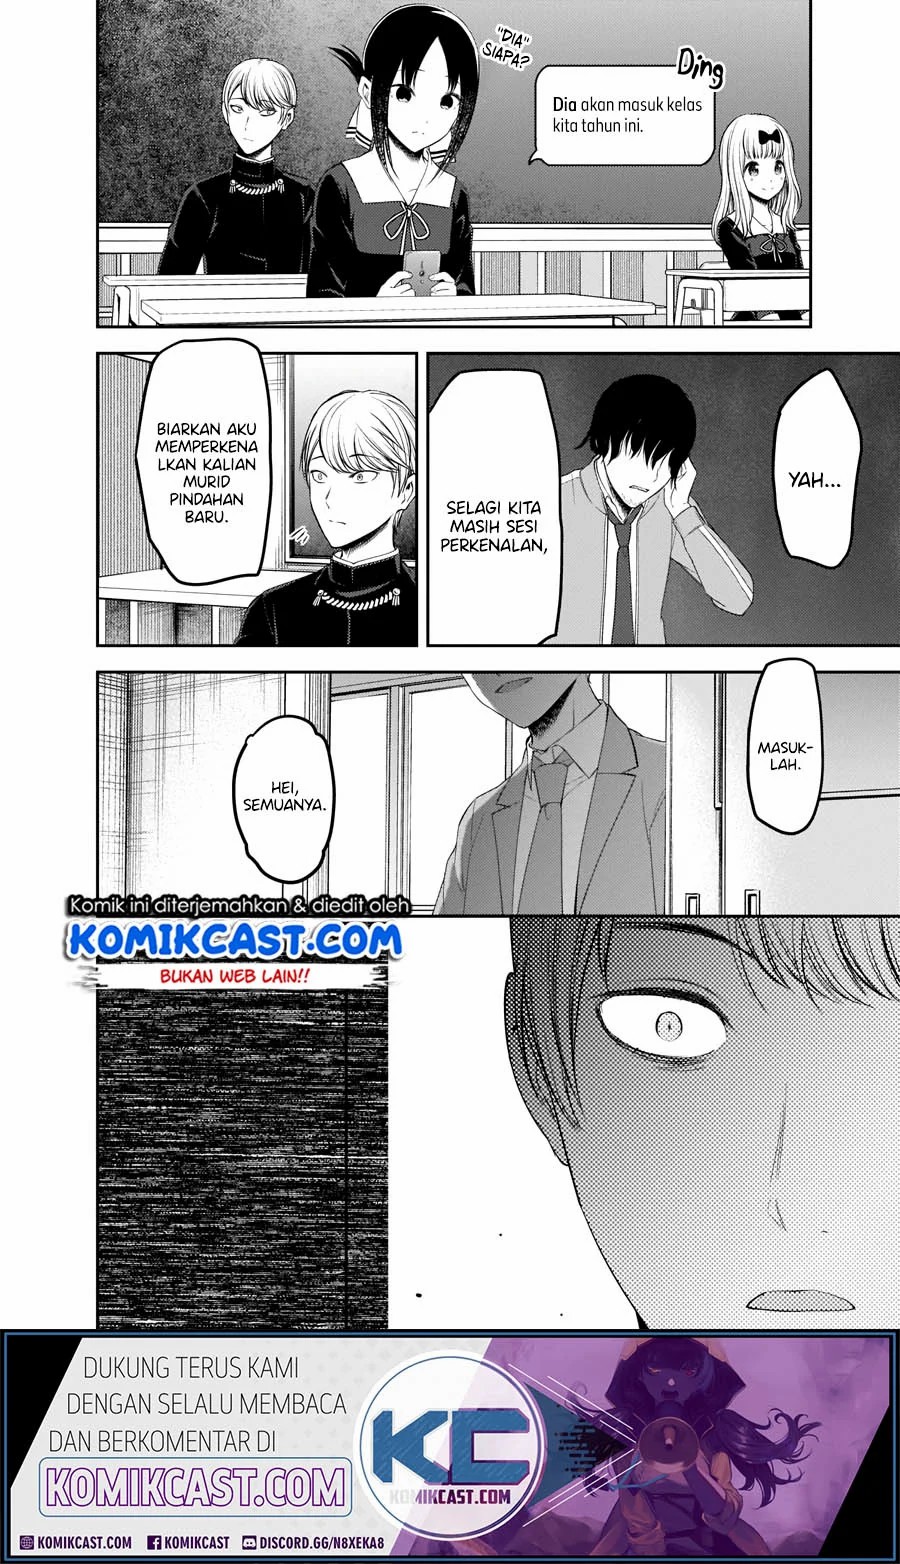 "DIA"
SIAPA?
Ding
Dia akan masuk kelas
kita tahun ini.
YAH...
SELAGI KITA
MASIH SESI
PERKENALAN,
BIARKAN AKU
MEMPERKENA
LKAN KALIAN
MURID
PINDAHAN
BARU.
MASUK-
LAH.
HEI,
SEMUANYA.
Komik ini diterjemahkan & diedit oleh
KOMIKCAST.COM
BUKAN WEB LAIN!!
DUKUNG TERUS KAMI
DENGAN SELALU MEMBACA
DAN BERKOMENTAR DI
KOMIKCAST.COM
KC
KOMIKCAST.COM
KOMIKCAST.COM
KOMIKCAST
DISCORD.GG/N8XEKA8